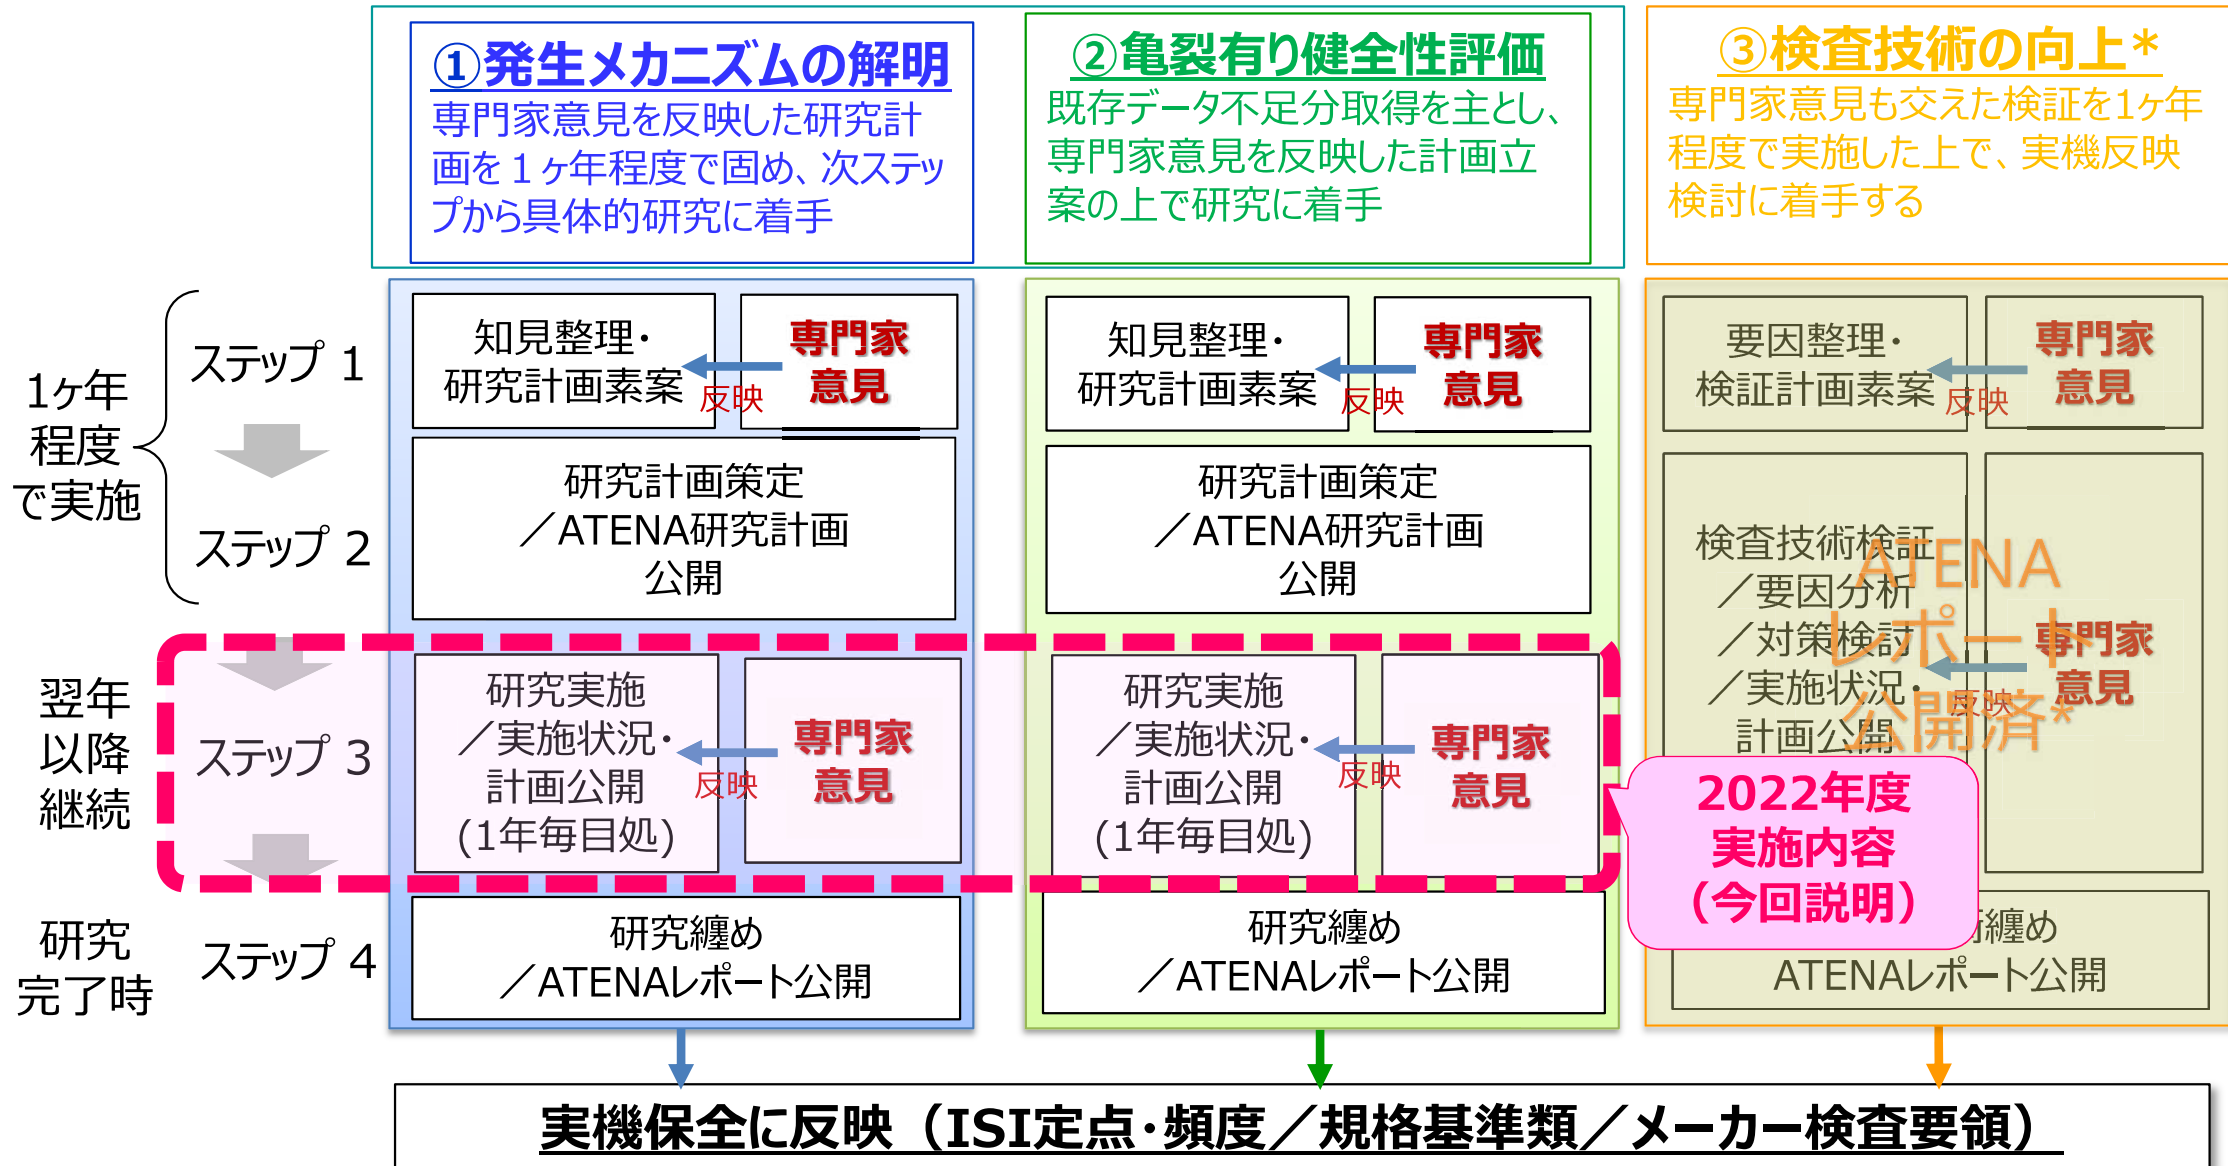 ①発生メカニズムの解明
専門家意見を反映した研究計
画を１ヶ年程度で固め、次ステッ
プから具体的研究に着手
②亀裂有り健全性評価
既存データ不足分取得を主とし、
専門家意見を反映した計画立
案の上で研究に着手
③検査技術の向上*
専門家意見も交えた検証を1ヶ年
程度で実施した上で、実機反映
検討に着手する
1ヶ年
程度
で実施
ステップ 1
ステップ 2
翌年
以降
継続
ステップ 3
研究
完了時
ステップ 4
知見整理・
研究計画素案
反映
専門家
意見
研究計画策定
／ATENA研究計画
公開
研究実施
／実施状況・
計画公開
(1年毎目処)
反映
専門家
意見
研究纏め
／ATENAレポート公開
知見整理・
研究計画素案
反映
専門家
意見
研究計画策定
／ATENA研究計画
公開
研究実施
／実施状況・
計画公開
(1年毎目処)
反映
専門家
意見
研究纏め
／ATENAレポート公開
要因整理・
検証計画素案
反映
専門家
意見
検査技術検証
／要因分析
／対策検討
／実施状況・
計画公開
反映
専門家
意見
ATENA
レポート
公開済*
2022年度
実施内容
（今回説明）
纏め
ATENAレポート公開
実機保全に反映（ISI定点・頻度／規格基準類／メーカー検査要領）